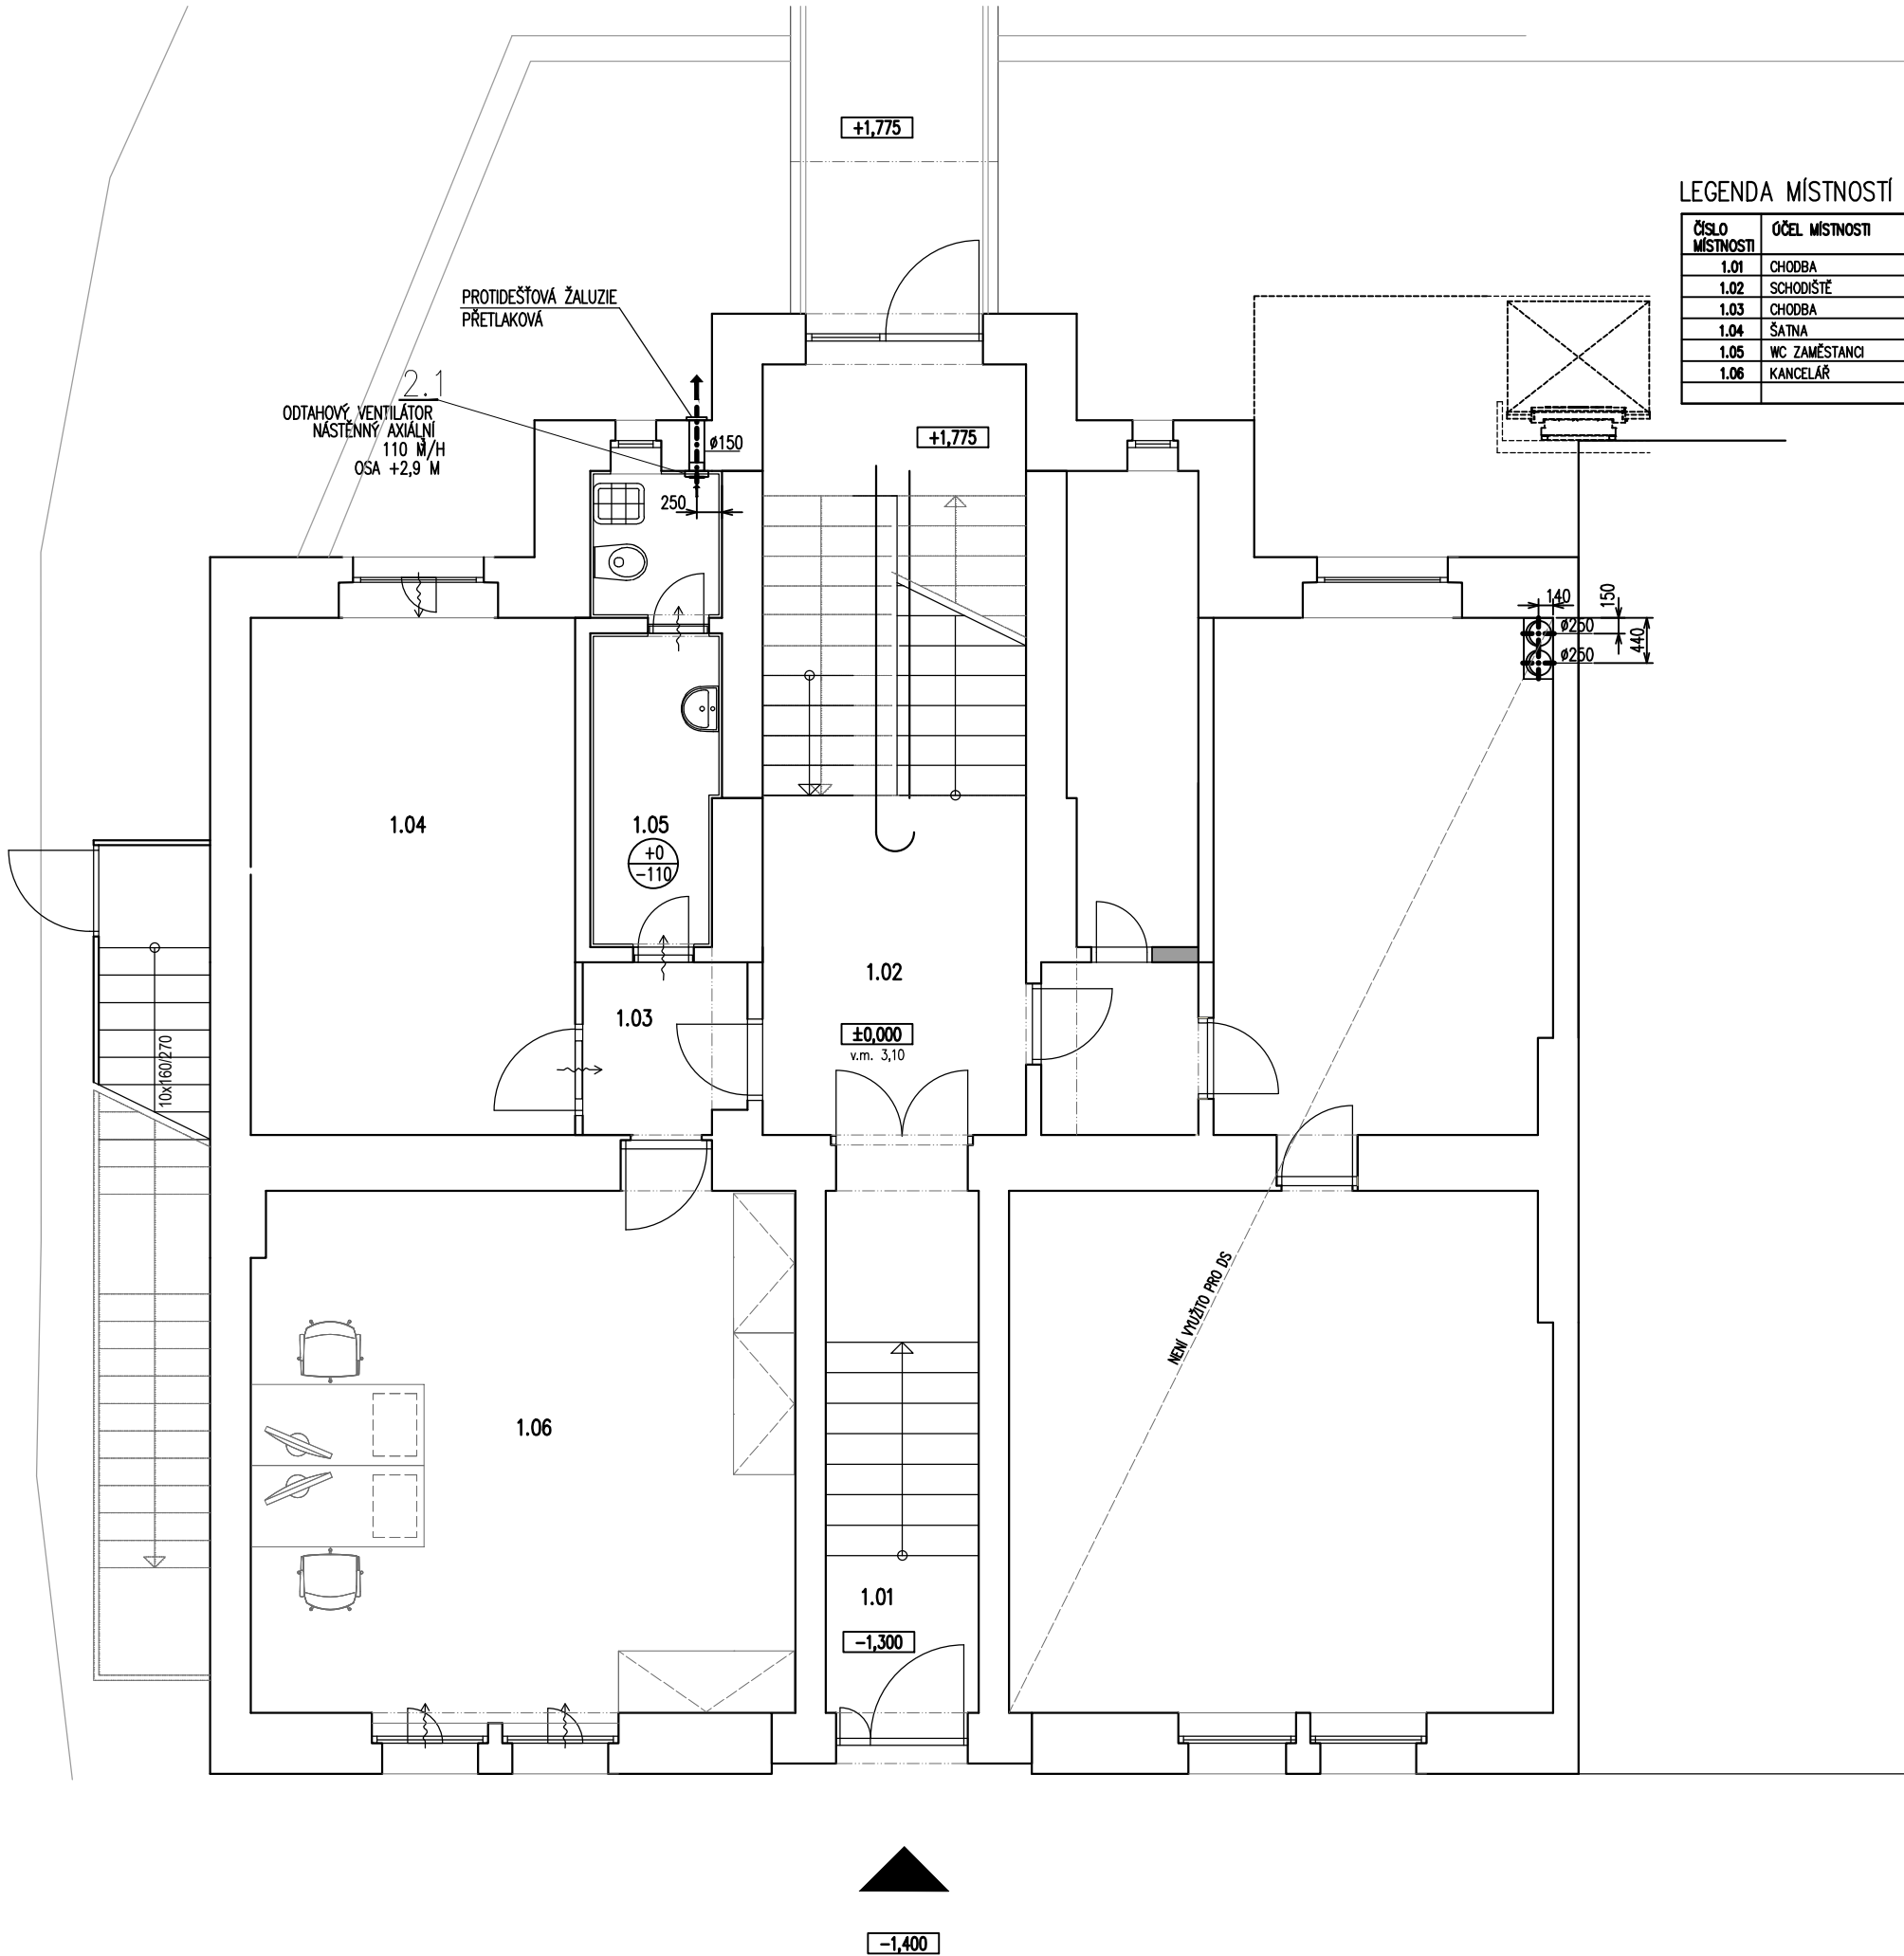 +1,775
LEGENDA MÍSTNOSTÍ
ČÍSLO MÍSTNOSTI ÚČEL MÍSTNOSTI
1.01 CHODBA
1.02 SCHODIŠTĚ
1.03 CHODBA
1.04 ŠATNA
1.05 WC ZAMĚSTANCI
1.06 KANCELÁŘ
PROTIDEŠŤOVÁ ŽALUZIE
PŘETLAKOVÁ
2.1
ODTAHOVÝ VENTILÁTOR
NÁSTĚNNÝ AXIÁLNÍ
110 M³/H
OSA +2,9 M
ø150
+1,775
250
140
150
ø250
440
ø250
1.04
1.05
+0
-110
1.02
1.03
±0,000
v.m. 3,10
10x160/270
NENÍ VYUŽITO PRO DS
1.06
1.01
-1,300
-1,400